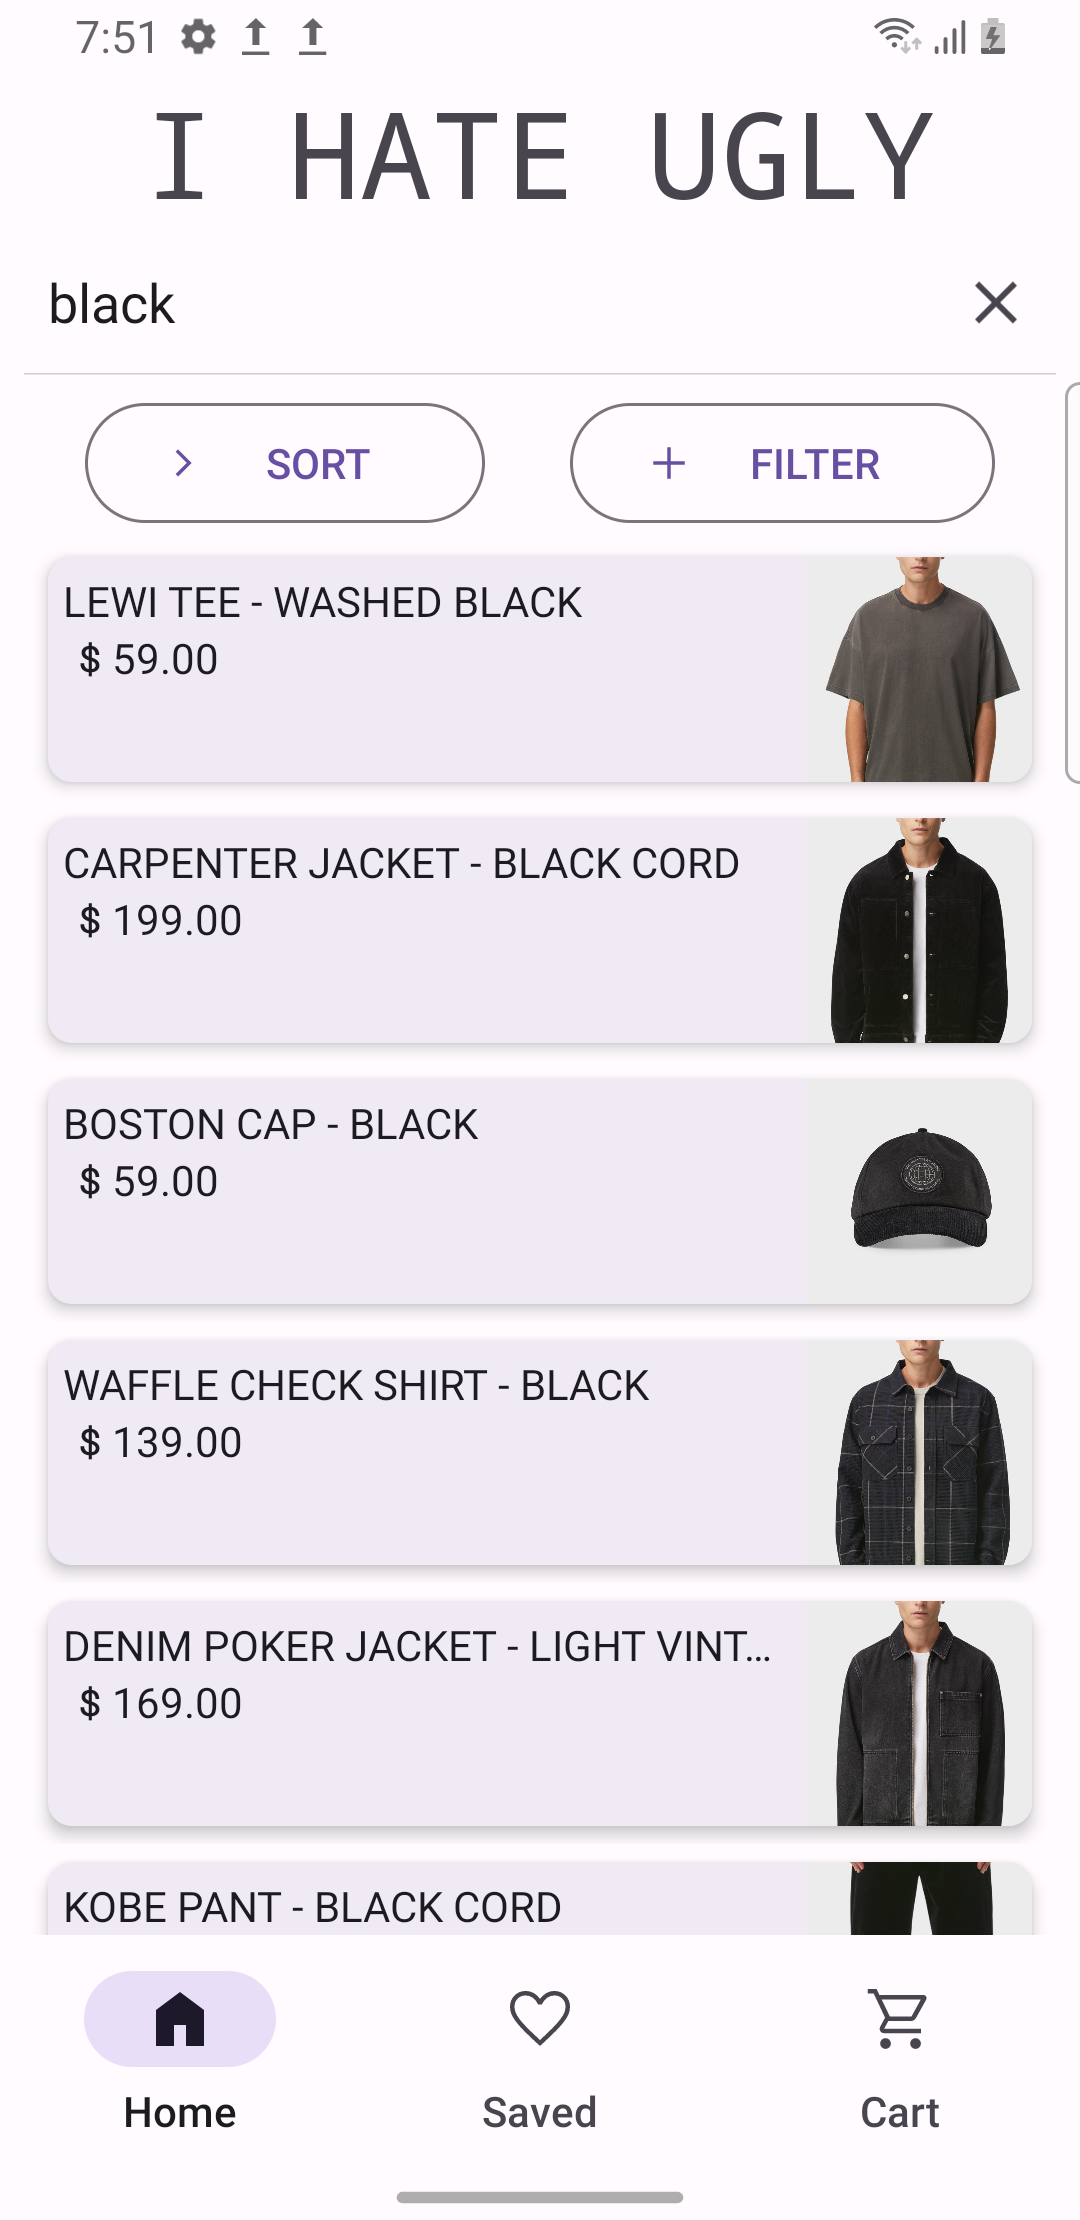 7:51
I HATE UGLY
black
SORT
FILTER
LEWI TEE - WASHED BLACK
$ 59.00
CARPENTER JACKET - BLACK CORD
$ 199.00
BOSTON CAP - BLACK
$ 59.00
WAFFLE CHECK SHIRT - BLACK
$ 139.00
DENIM POKER JACKET - LIGHT VINT...
$ 169.00
KOBE PANT - BLACK CORD
Home
Saved
Cart